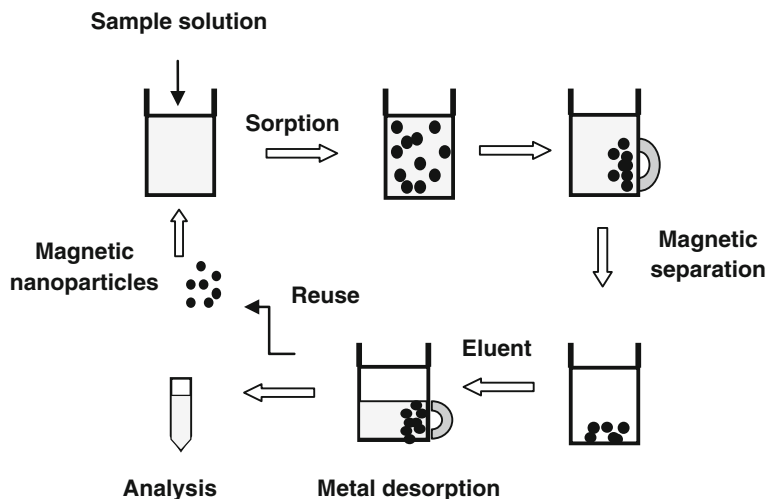 Sample solution
Sorption
Magnetic
nanoparticles
Magnetic
separation
Reuse
Eluent
Analysis
Metal desorption